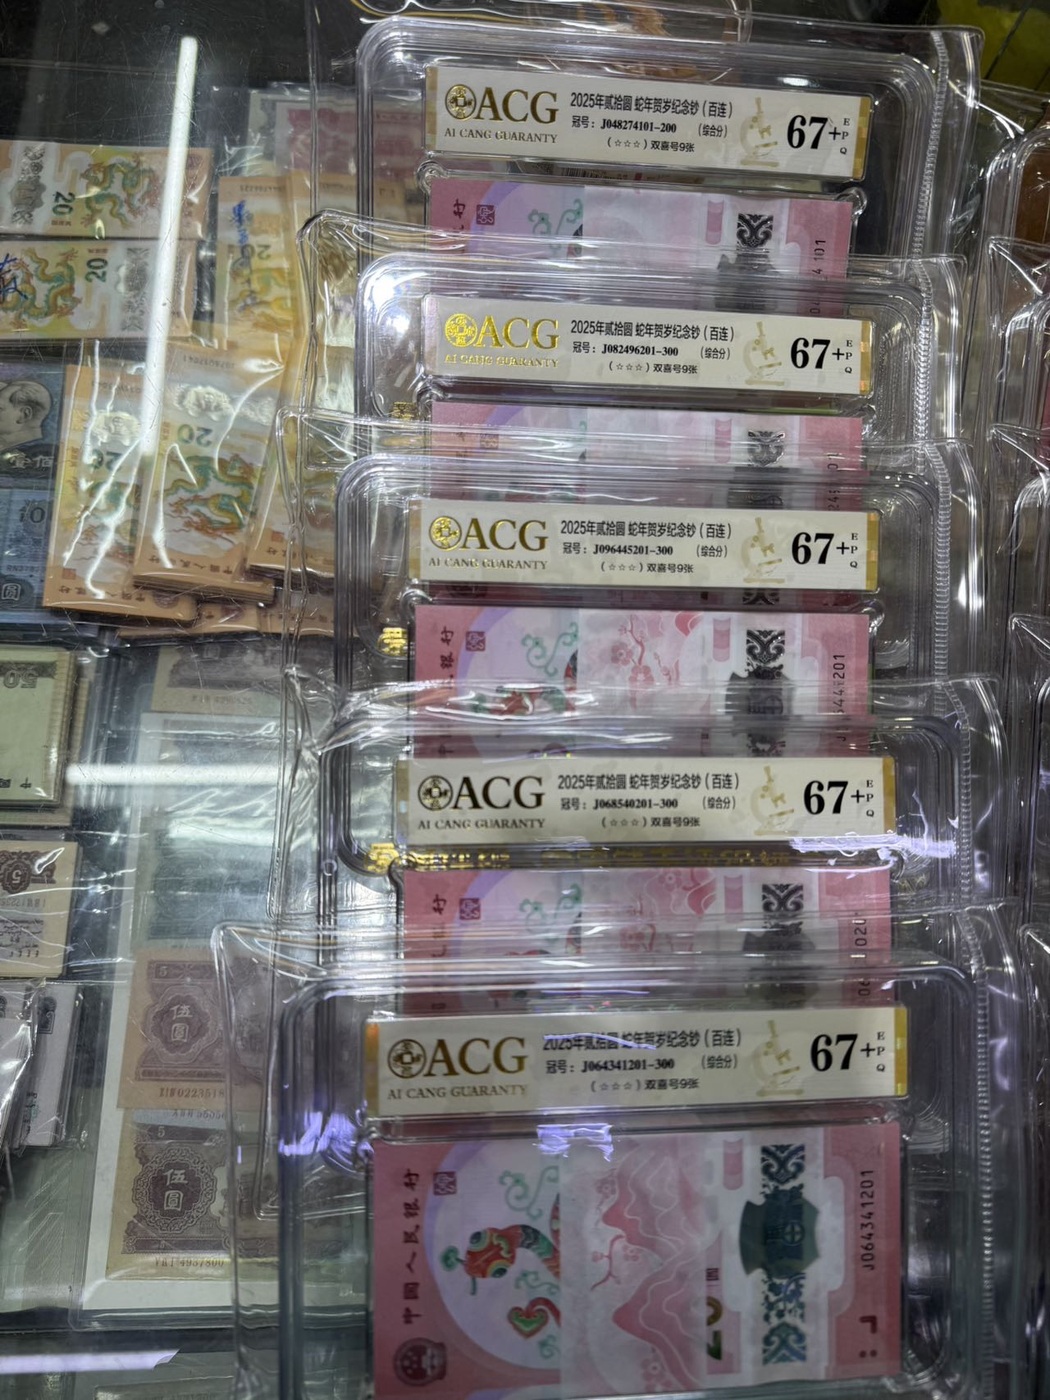 ACG
AI CANG GUARANTY
2025年贰拾圆 蛇年贺岁纪念钞(百连)
冠号:J048274101-200 (综合分)
(☆☆☆)双喜号9张
67+
E
P
Q
101
ACG
AI CANG GUARANTY
2025年贰拾圆 蛇年贺岁纪念钞(百连)
冠号:J082496201-300 (综合分)
(☆☆☆)双喜号9张
67+
E
P
Q
ACG
AI CANG GUARANTY
2025年贰拾圆 蛇年贺岁纪念钞(百连)
冠号:J096445201-300 (综合分)
(☆☆☆)双喜号9张
67+
E
P
Q
银行
ACG
AI CANG GUARANTY
2025年贰拾圆 蛇年贺岁纪念钞(百连)
冠号:J068540201-300 (综合分)
(☆☆☆)双喜号9张
67+
E
P
Q
行
ACG
AI CANG GUARANTY
2025年贰拾圆 蛇年贺岁纪念钞(百连)
冠号:J064341201-300 (综合分)
(☆☆☆)双喜号9张
67+
E
P
Q
中国人民银行
J064341201
20
20
20
伍圆
伍圆